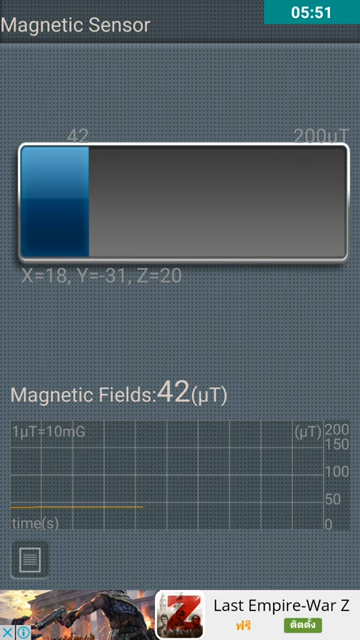 05:51
Magnetic Sensor
42 200μT
X=18, Y=-31, Z=20
Magnetic Fields:42(μT)
1μT=10mG (μT) 200
150
100
50
time(s) 0
Last Empire-War Z
ฟรี ติดตั้ง